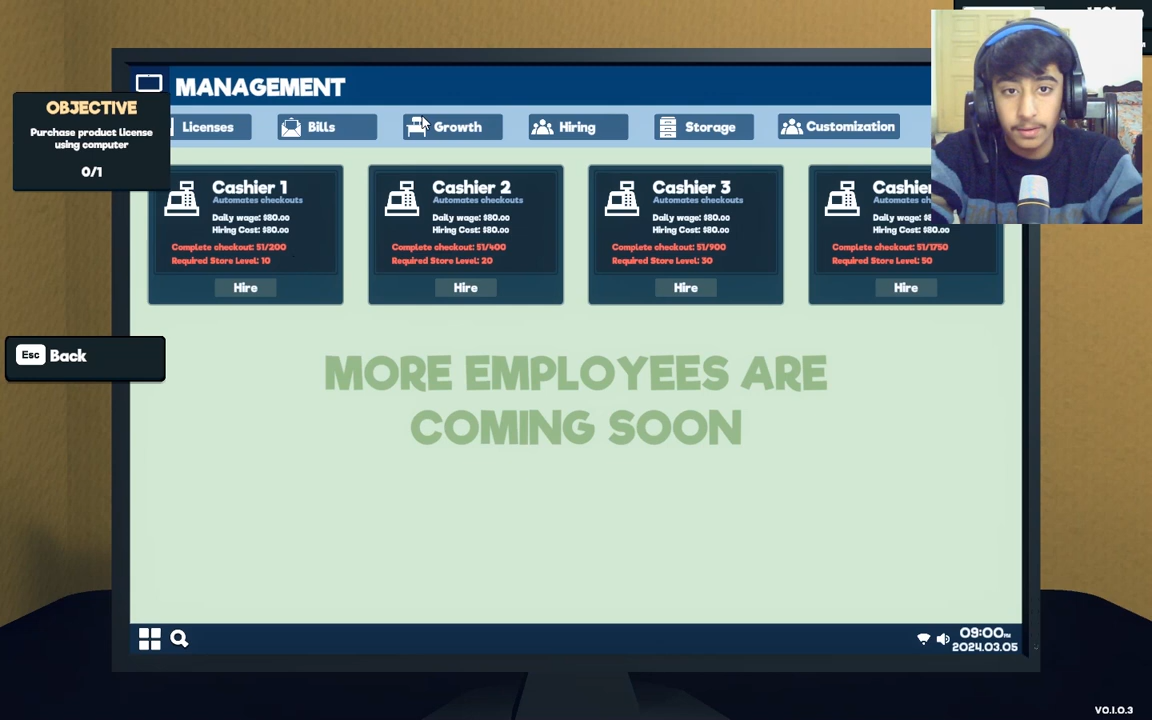 MANAGEMENT
OBJECTIVE
Purchase product license
using computer
0/1
Licenses
Bills
Growth
Hiring
Storage
Customization
Cashier 1
Automates checkouts
Daily wage: $80.00
Hiring Cost: $80.00
Complete checkout: 51/200
Required Store Level: 10
Hire
Cashier 2
Automates checkouts
Daily wage: $80.00
Hiring Cost: $80.00
Complete checkout: 51/400
Required Store Level: 20
Hire
Cashier 3
Automates checkouts
Daily wage: $80.00
Hiring Cost: $80.00
Complete checkout: 51/900
Required Store Level: 30
Hire
Cashier
Automates
Daily wage:
Hiring Cost: $80.00
Complete checkout: 51/1750
Required Store Level: 50
Hire
Esc Back
MORE EMPLOYEES ARE
COMING SOON
09:00PM
2024.03.05
V0.1.0.3